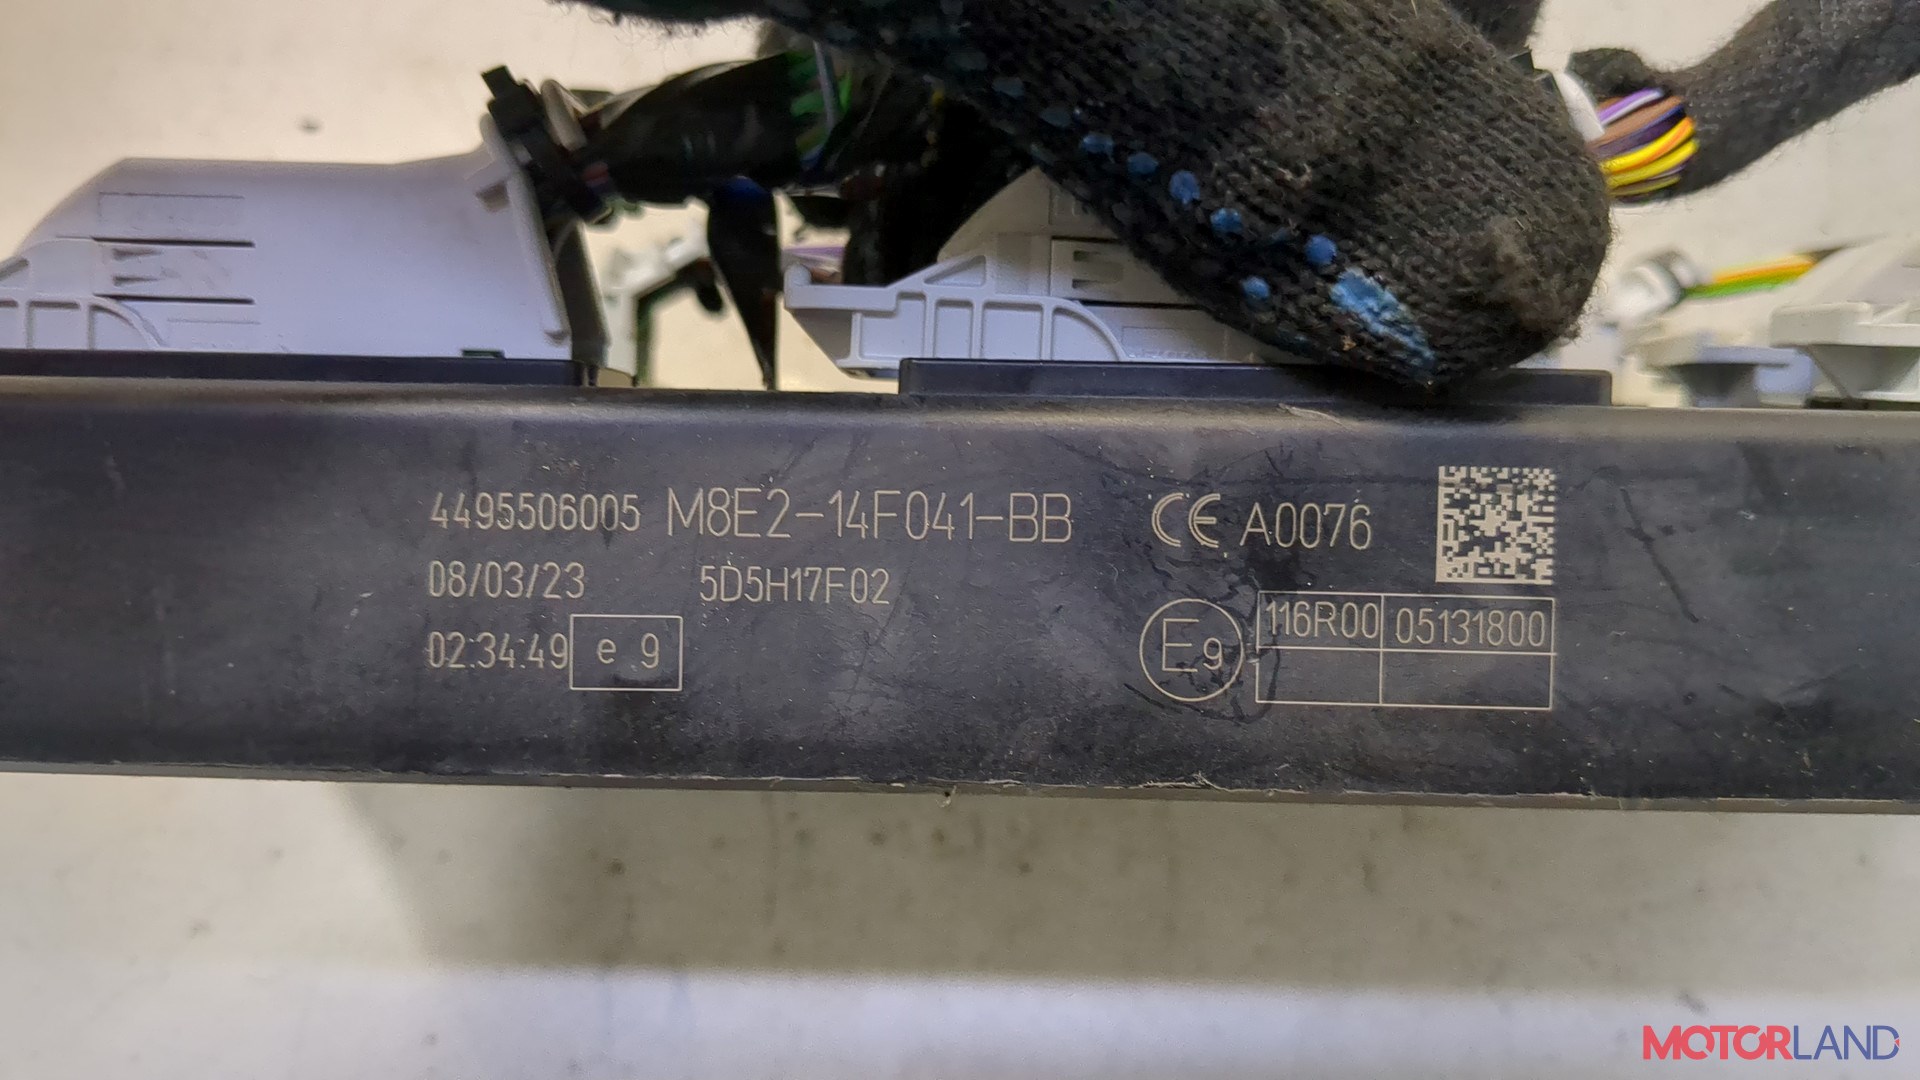 4495506005 M8E2-14F041-BB CE A0076
08/03/23 5D5H17F02
02:34:49 e 9
E9 116R00 05131800
MOTORLAND